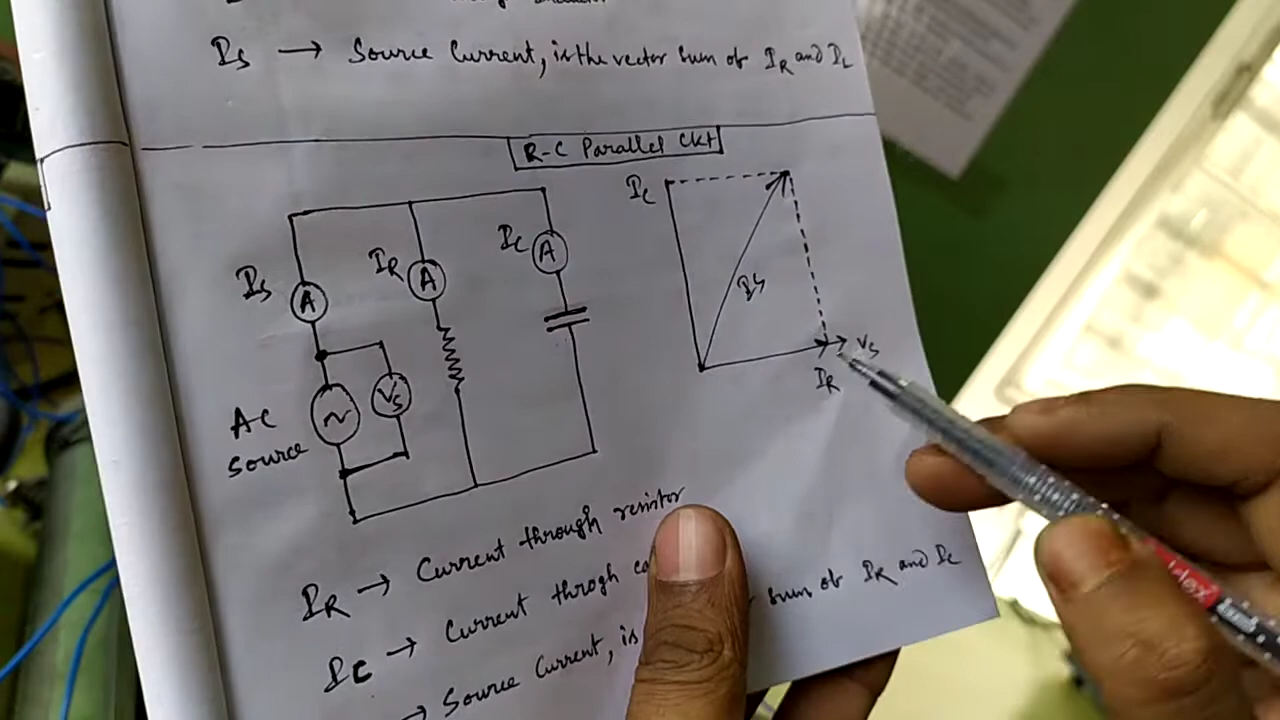 Is → Source Current, is the vector sum of IR and IL
R-C Parallel Ckt
Is
A
IR
A
Ic
A
Vs
AC
Source
Ic
Is
Vs
IR
IR → Current through resistor
Ic → Current throgh
→ Source Current, is sum of IR and Ic